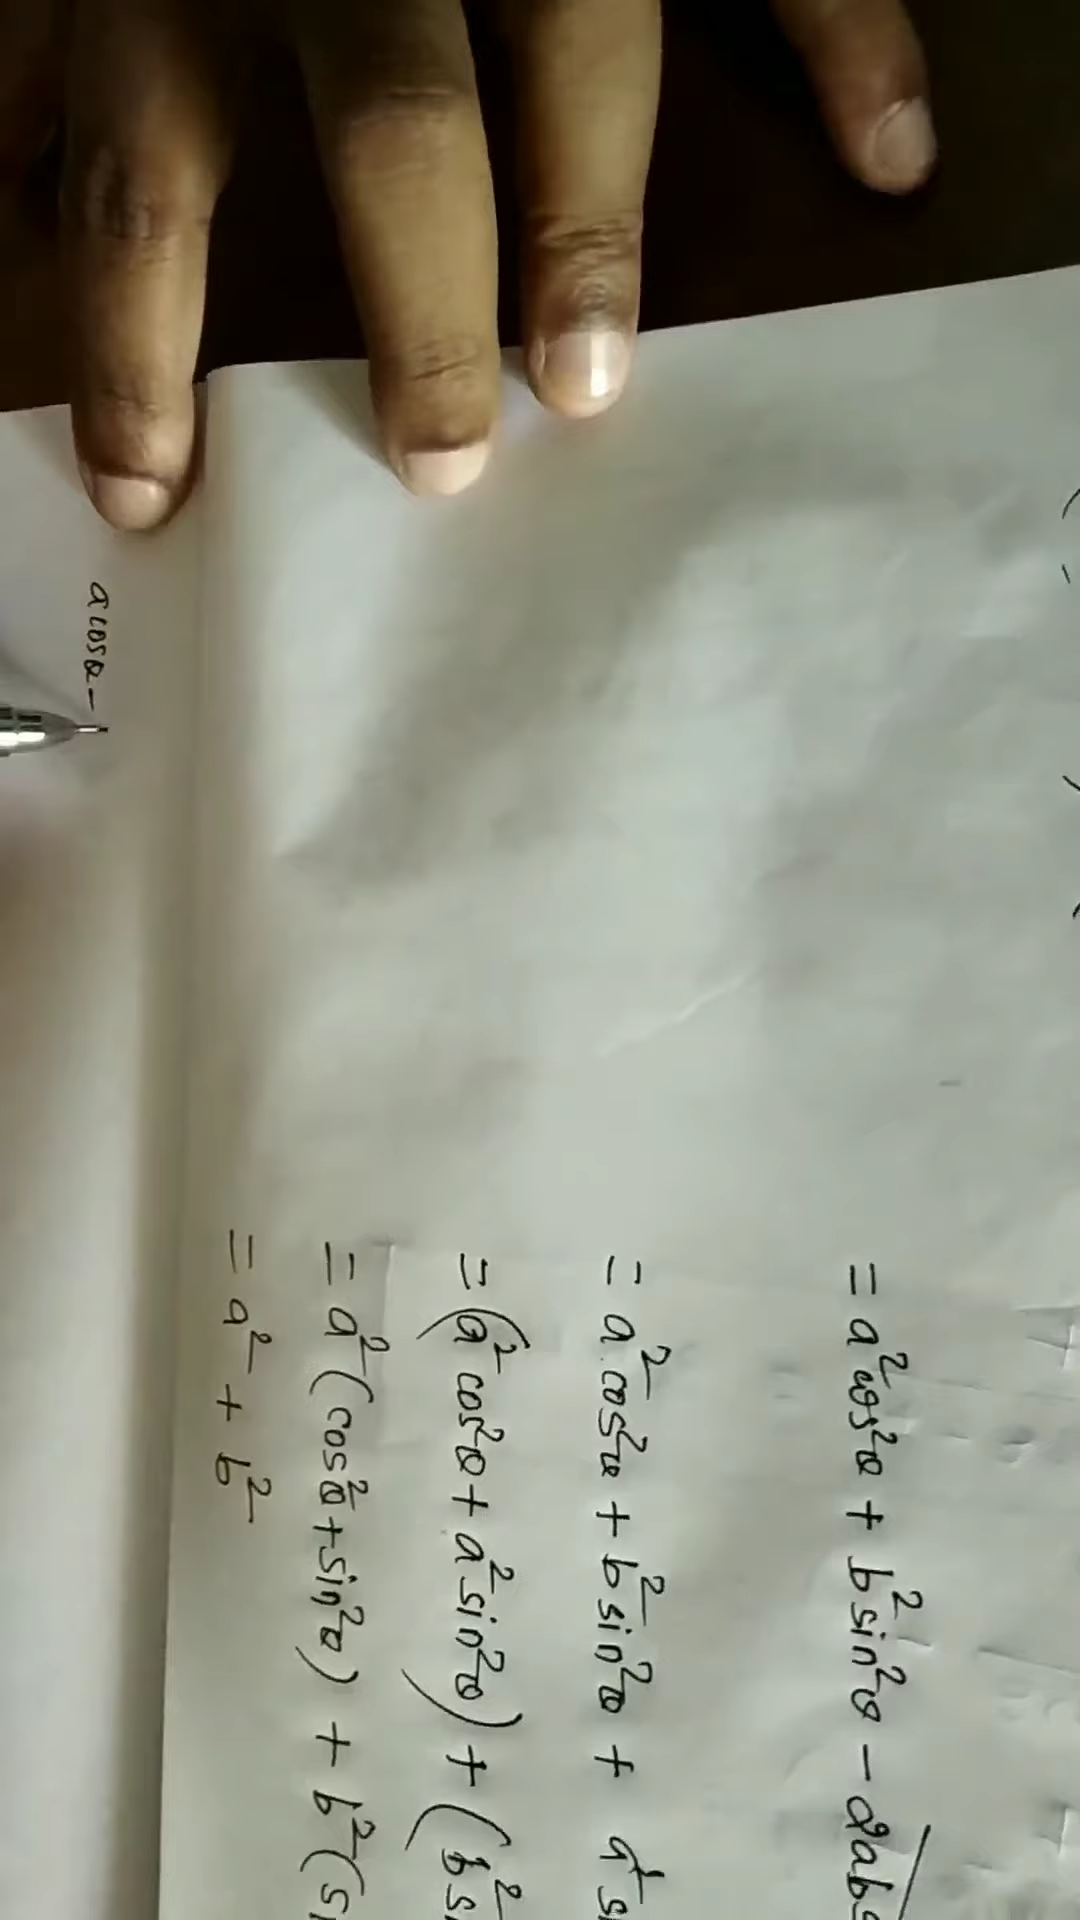 = a²cos²θ + b²sin²θ - 2ab
= a²cos²θ + b²sin²θ + a²s
= (a²cos²θ + a²sin²θ) + (b²s
= a²(cos²θ + sin²θ) + b²(s
= a² + b²
a cosθ -